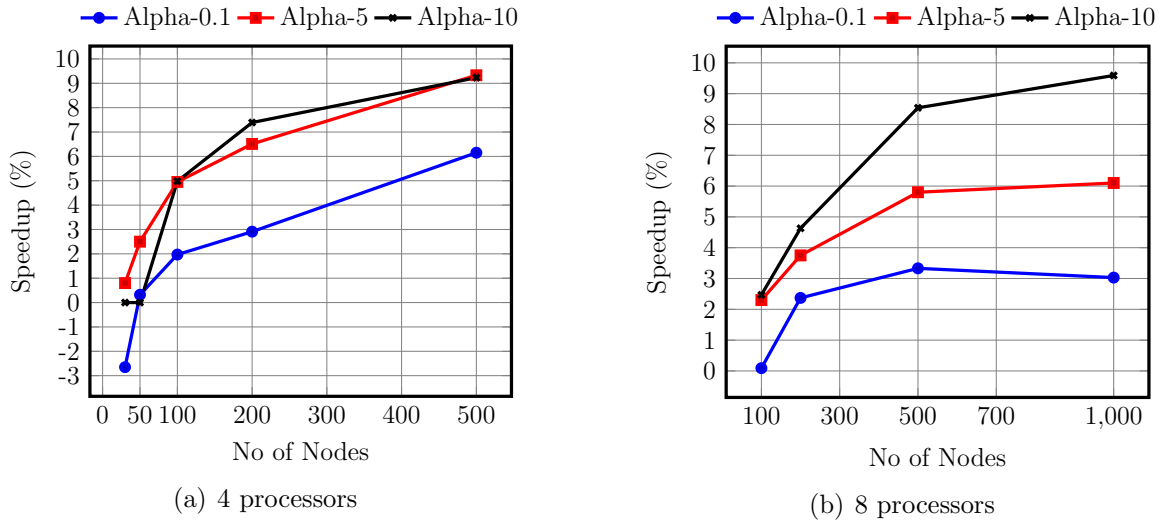 Alpha-0.1 Alpha-5 Alpha-10
10
9
8
7
6
5
4
3
2
1
0
-1
-2
-3
Speedup (%)
0 50 100 200 300 400 500
No of Nodes
(a) 4 processors
Alpha-0.1 Alpha-5 Alpha-10
10
9
8
7
6
5
4
3
2
1
0
Speedup (%)
100 300 500 700 1,000
No of Nodes
(b) 8 processors